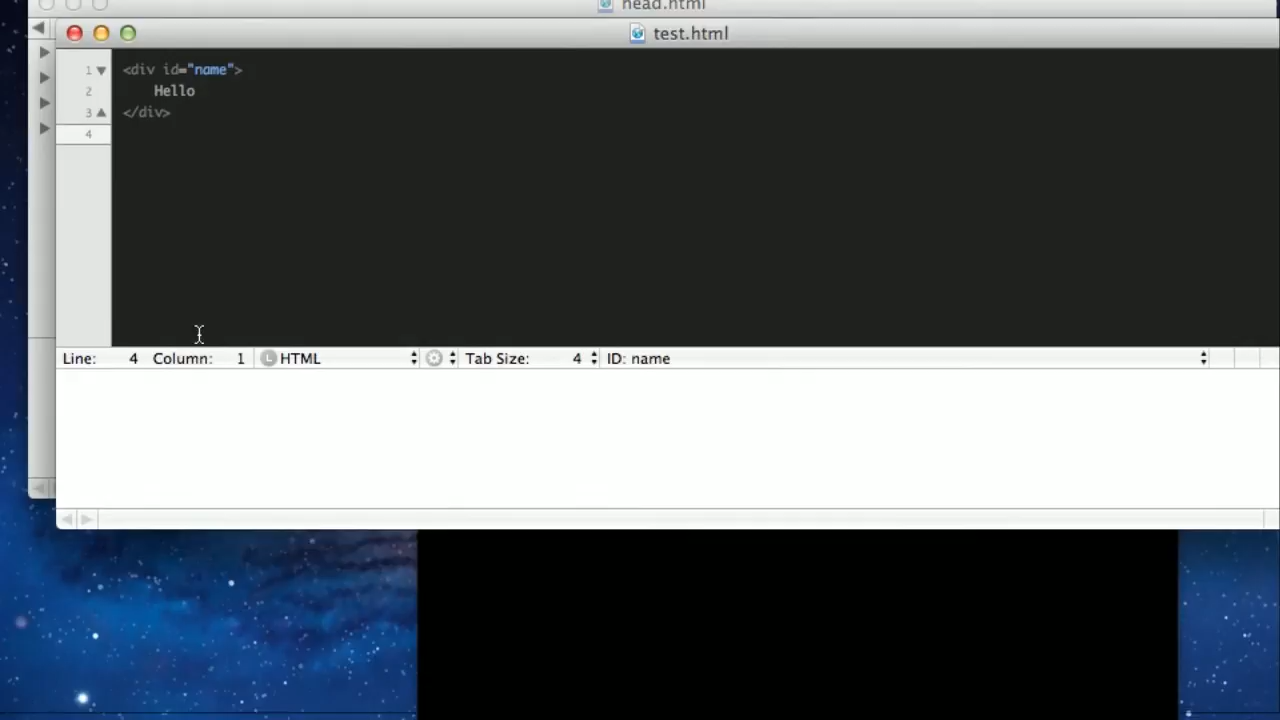 head.html
test.html
1 <div id="name">
2 Hello
3 </div>
4
Line: 4 Column: 1 L HTML Tab Size: 4 ID: name